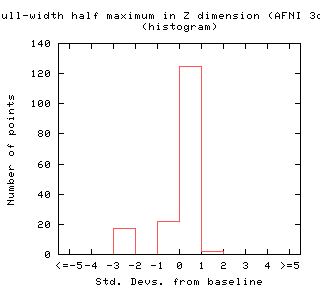 ull-width half maximum in Z dimension (AFNI 3d
(histogram)
140
120
100
80
60
40
20
0
Number of points
<=-5 -4 -3 -2 -1 0 1 2 3 4 >=5
Std. Devs. from baseline